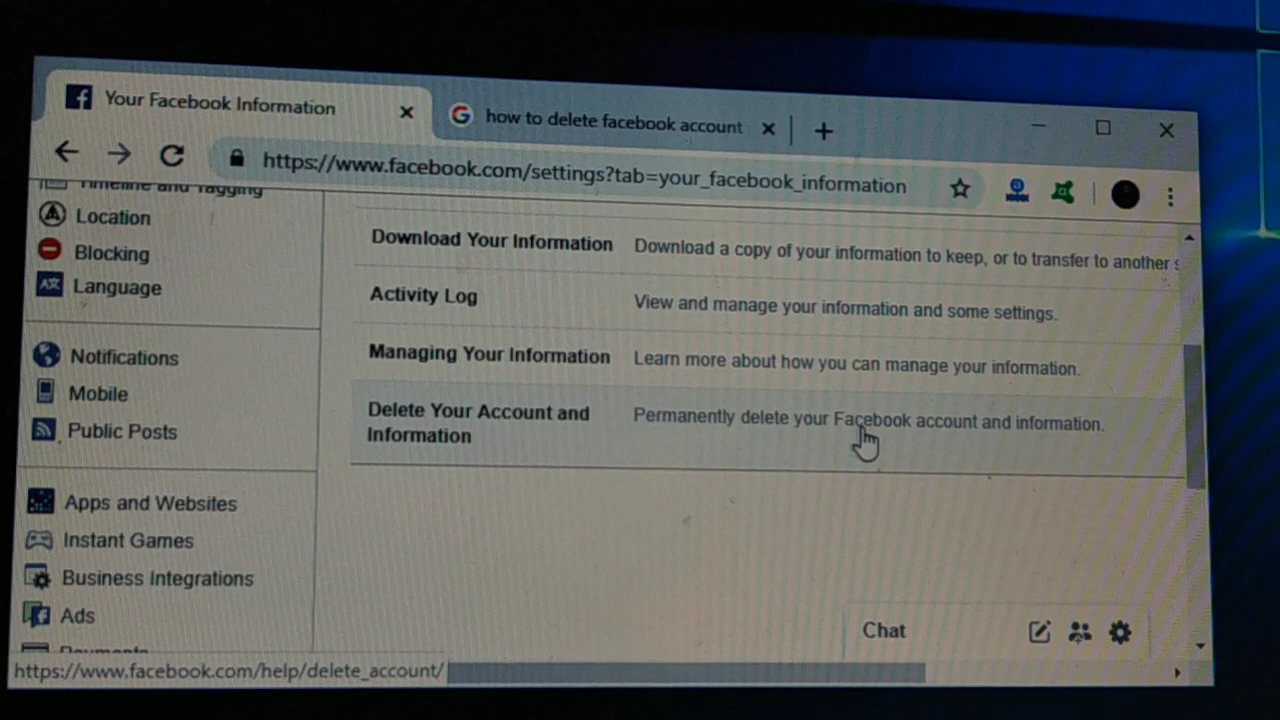 Your Facebook Information
how to delete facebook account
https://www.facebook.com/settings?tab=your_facebook_information
Timeline and Tagging
Location
Blocking
Language
Notifications
Mobile
Public Posts
Apps and Websites
Instant Games
Business Integrations
Ads
Payments
Download Your Information Download a copy of your information to keep, or to transfer to another s
Activity Log View and manage your information and some settings.
Managing Your Information Learn more about how you can manage your information.
Delete Your Account and Permanently delete your Facebook account and information.
Information
Chat
https://www.facebook.com/help/delete_account/